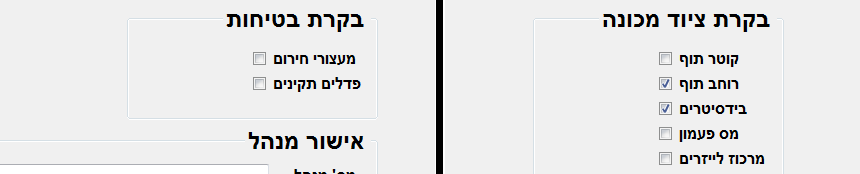 בקרת ציוד מכונה
קוטר תוף
רוחב תוף
בידסיטרים
מס פעמון
מרכוז לייזרים
בקרת בטיחות
מעצורי חירום
פדלים תקינים
אישור מנהל